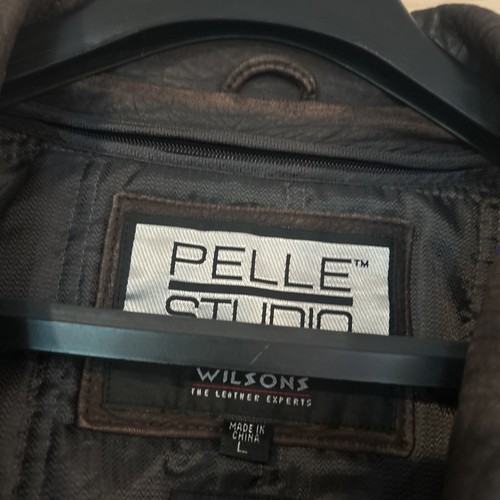 PELLE™
STUDIO
WILSONS
THE LEATHER EXPERTS
MADE IN
CHINA
L